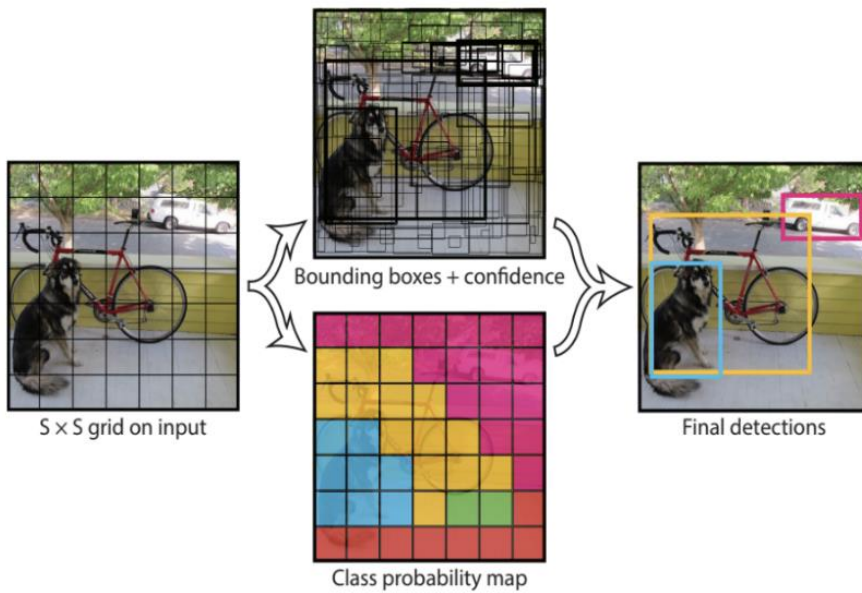 S × S grid on input
Bounding boxes + confidence
Class probability map
Final detections